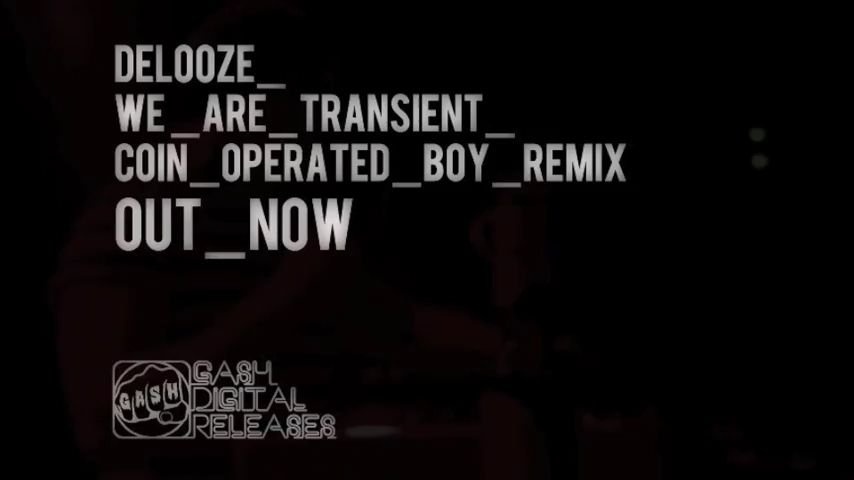 DELOOZE_
WE_ARE_TRANSIENT_
COIN_OPERATED_BOY_REMIX
OUT_NOW
GASH
GASH
DIGITAL
RELEASES